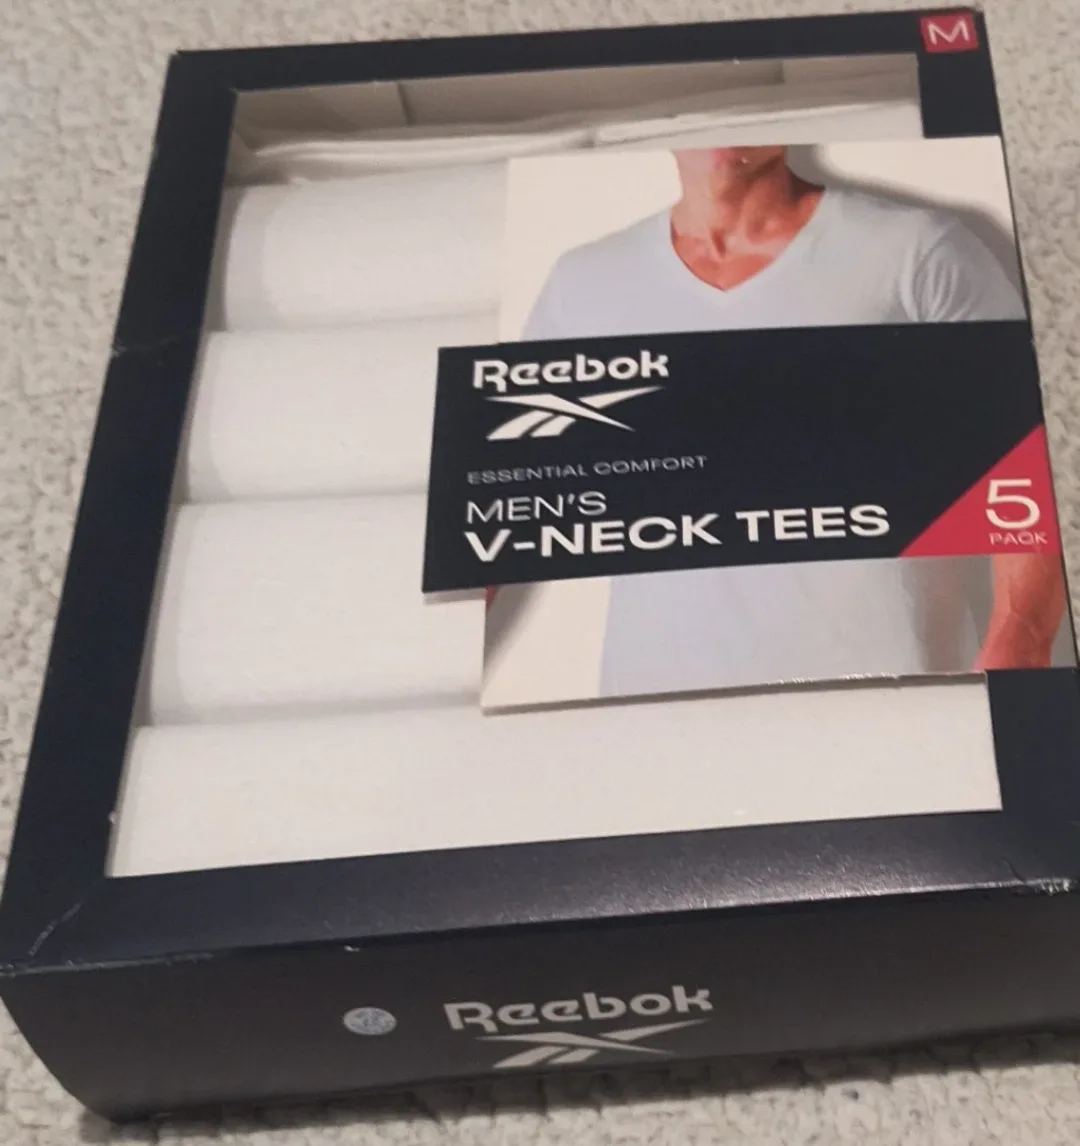 M
Reebok
ESSENTIAL COMFORT
MEN'S
V-NECK TEES
5
PACK
Reebok